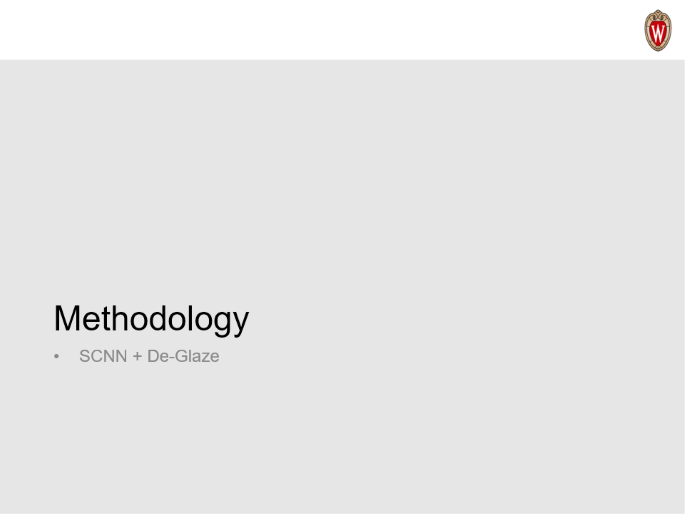 W
Methodology
• SCNN + De-Glaze